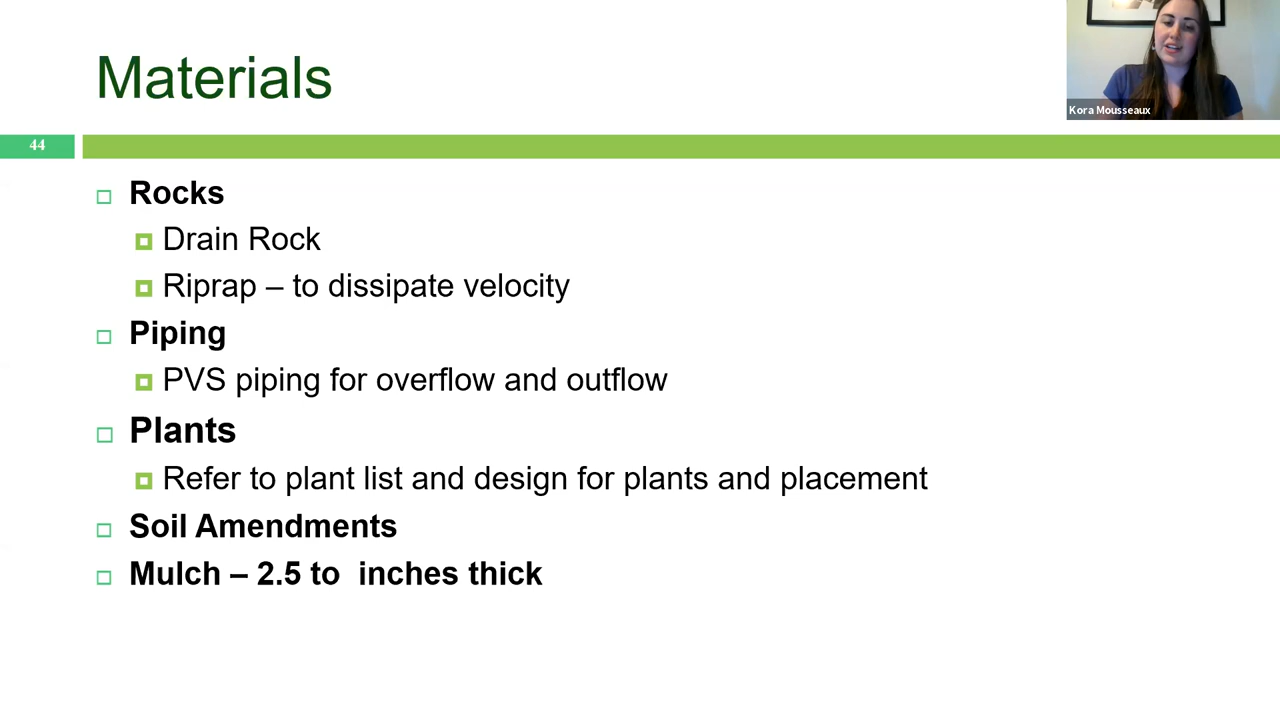 Materials
Kora Mousseaux
44
Rocks
Drain Rock
Riprap – to dissipate velocity
Piping
PVS piping for overflow and outflow
Plants
Refer to plant list and design for plants and placement
Soil Amendments
Mulch – 2.5 to  inches thick